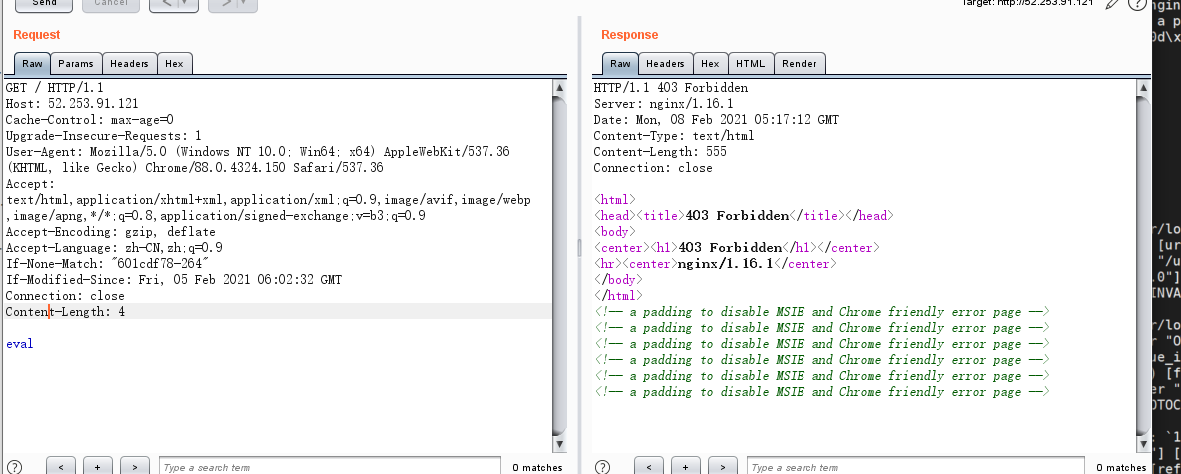 Send
Cancel
Target: http://52.253.91.121
Request
Raw Params Headers Hex
GET / HTTP/1.1
Host: 52.253.91.121
Cache-Control: max-age=0
Upgrade-Insecure-Requests: 1
User-Agent: Mozilla/5.0 (Windows NT 10.0; Win64; x64) AppleWebKit/537.36
(KHTML, like Gecko) Chrome/88.0.4324.150 Safari/537.36
Accept:
text/html,application/xhtml+xml,application/xml;q=0.9,image/avif,image/webp
,image/apng,*/*;q=0.8,application/signed-exchange;v=b3;q=0.9
Accept-Encoding: gzip, deflate
Accept-Language: zh-CN,zh;q=0.9
If-None-Match: "601cdf78-264"
If-Modified-Since: Fri, 05 Feb 2021 06:02:32 GMT
Connection: close
Content-Length: 4
eval
? < + > Type a search term 0 matches
Response
Raw Headers Hex HTML Render
HTTP/1.1 403 Forbidden
Server: nginx/1.16.1
Date: Mon, 08 Feb 2021 05:17:12 GMT
Content-Type: text/html
Content-Length: 555
Connection: close
<html>
<head><title>403 Forbidden</title></head>
<body>
<center><h1>403 Forbidden</h1></center>
<hr><center>nginx/1.16.1</center>
</body>
</html>
<!-- a padding to disable MSIE and Chrome friendly error page -->
<!-- a padding to disable MSIE and Chrome friendly error page -->
<!-- a padding to disable MSIE and Chrome friendly error page -->
<!-- a padding to disable MSIE and Chrome friendly error page -->
<!-- a padding to disable MSIE and Chrome friendly error page -->
<!-- a padding to disable MSIE and Chrome friendly error page -->
? < + > Type a search term 0 matches